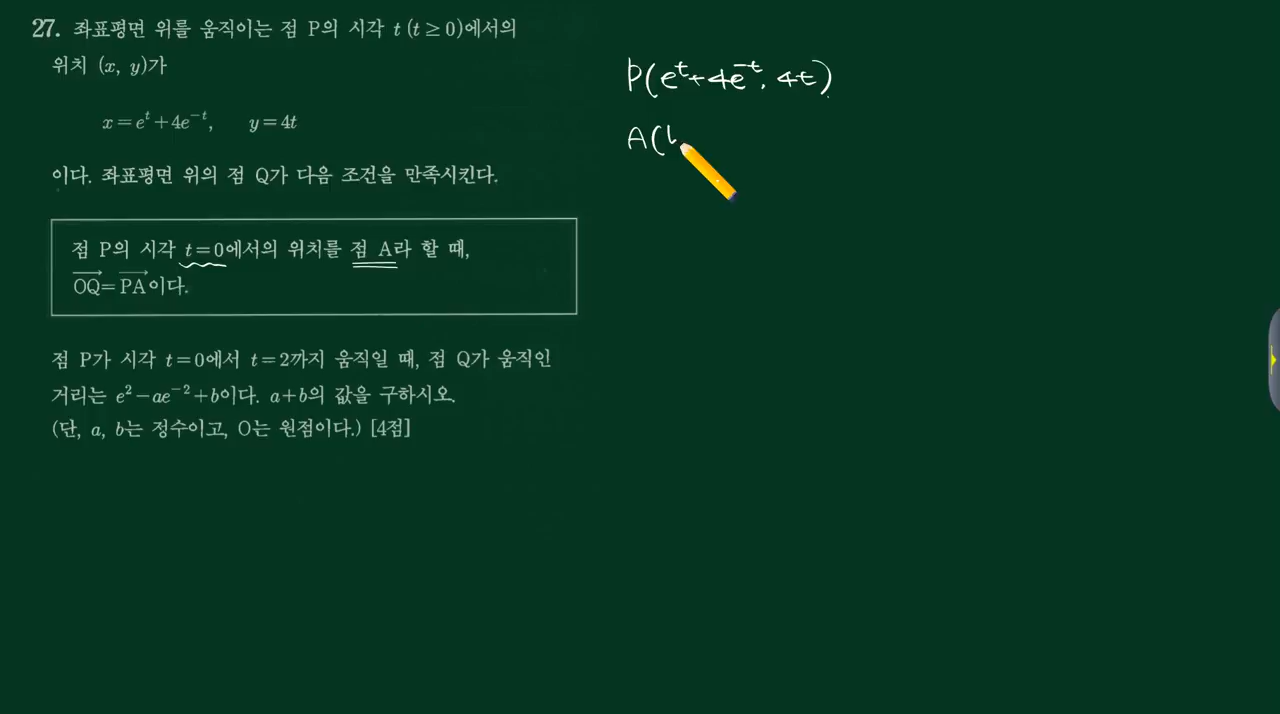 27. 좌표평면 위를 움직이는 점 P의 시각 t (t ≥ 0)에서의
위치 (x, y)가
x = e^t + 4e^{-t}, y = 4t
이다. 좌표평면 위의 점 Q가 다음 조건을 만족시킨다.
점 P의 시각 t=0에서의 위치를 점 A라 할 때,
\overrightarrow{OQ} = \overrightarrow{PA}이다.
점 P가 시각 t=0에서 t=2까지 움직일 때, 점 Q가 움직인
거리는 e^2 - ae^{-2} + b이다. a+b의 값을 구하시오.
(단, a, b는 정수이고, O는 원점이다.) [4점]
P(e^t + 4e^{-t}, 4t)
A(